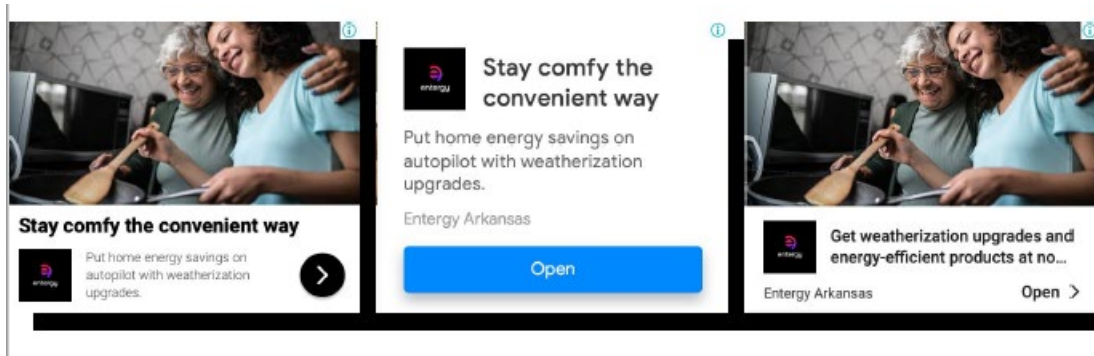 Stay comfy the convenient way
entergy
Put home energy savings on
autopilot with weatherization
upgrades.
entergy
Stay comfy the
convenient way
Put home energy savings on
autopilot with weatherization
upgrades.
Entergy Arkansas
Open
entergy
Get weatherization upgrades and
energy-efficient products at no...
Entergy Arkansas
Open